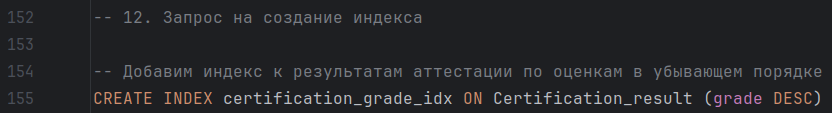 152 -- 12. Запрос на создание индекса
153
154 -- Добавим индекс к результатам аттестации по оценкам в убывающем порядке
155 CREATE INDEX certification_grade_idx ON Certification_result (grade DESC)